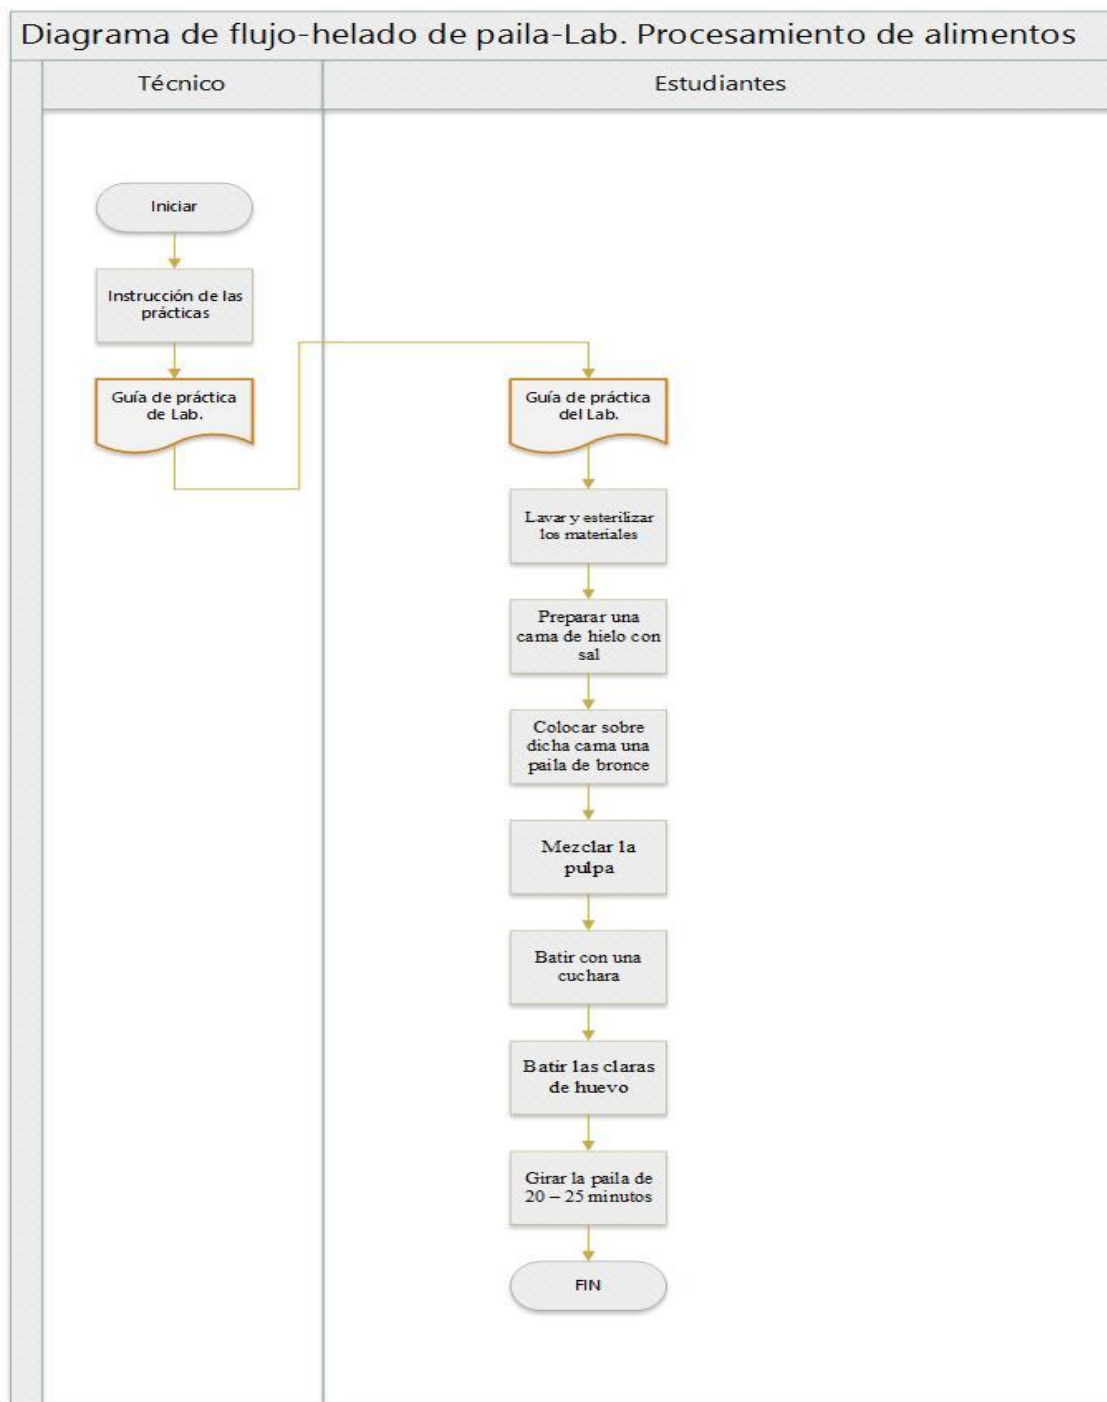 Diagrama de flujo-helado de paila-Lab. Procesamiento de alimentos
Técnico
Estudiantes
Iniciar
Instrucción de las
prácticas
Guía de práctica
de Lab.
Guía de práctica
del Lab.
Lavar y esterilizar
los materiales
Preparar una
cama de hielo con
sal
Colocar sobre
dicha cama una
paila de bronce
Mezclar la
pulpa
Batir con una
cuchara
Batir las claras
de huevo
Girar la paila de
20 – 25 minutos
FIN